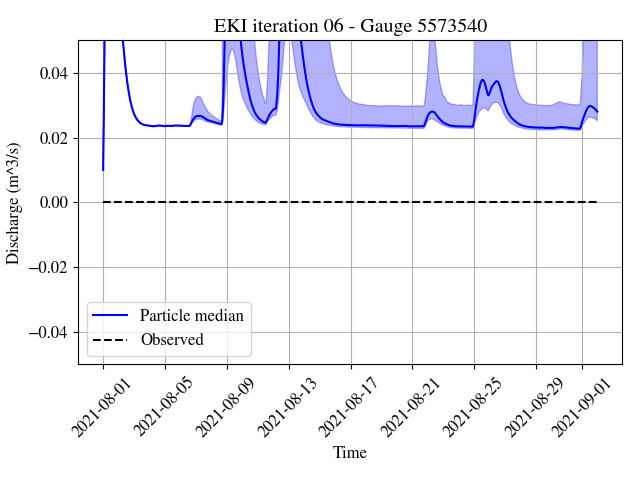 EKI iteration 06 - Gauge 5573540
Discharge (m^3/s)
0.04
0.02
0.00
−0.02
−0.04
Particle median
Observed
2021-08-01
2021-08-05
2021-08-09
2021-08-13
2021-08-17
2021-08-21
2021-08-25
2021-08-29
2021-09-01
Time